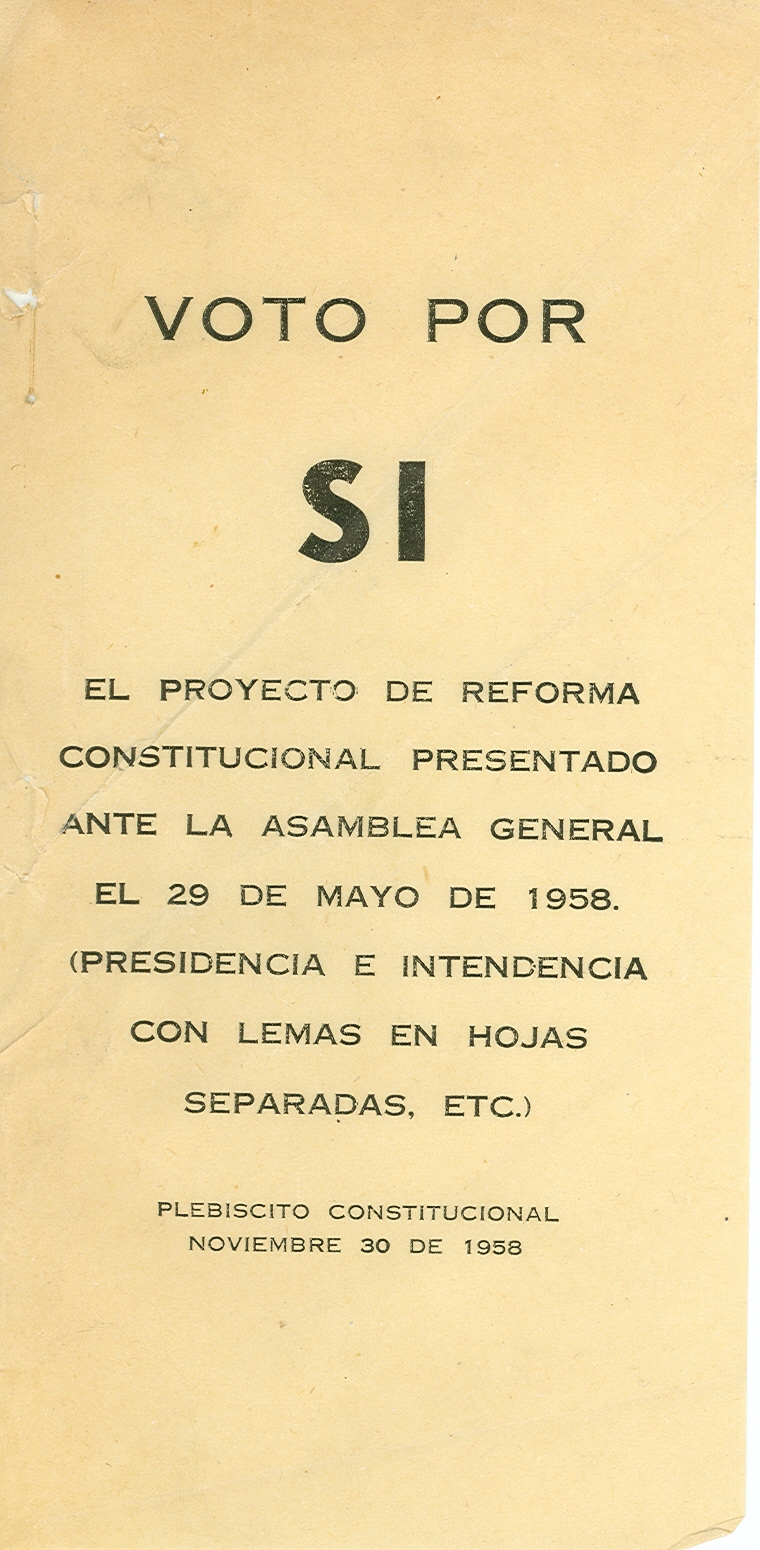 VOTO POR
SI
EL PROYECTO DE REFORMA
CONSTITUCIONAL PRESENTADO
ANTE LA ASAMBLEA GENERAL
EL 29 DE MAYO DE 1958.
(PRESIDENCIA E INTENDENCIA
CON LEMAS EN HOJAS
SEPARADAS, ETC.)
PLEBISCITO CONSTITUCIONAL
NOVIEMBRE 30 DE 1958